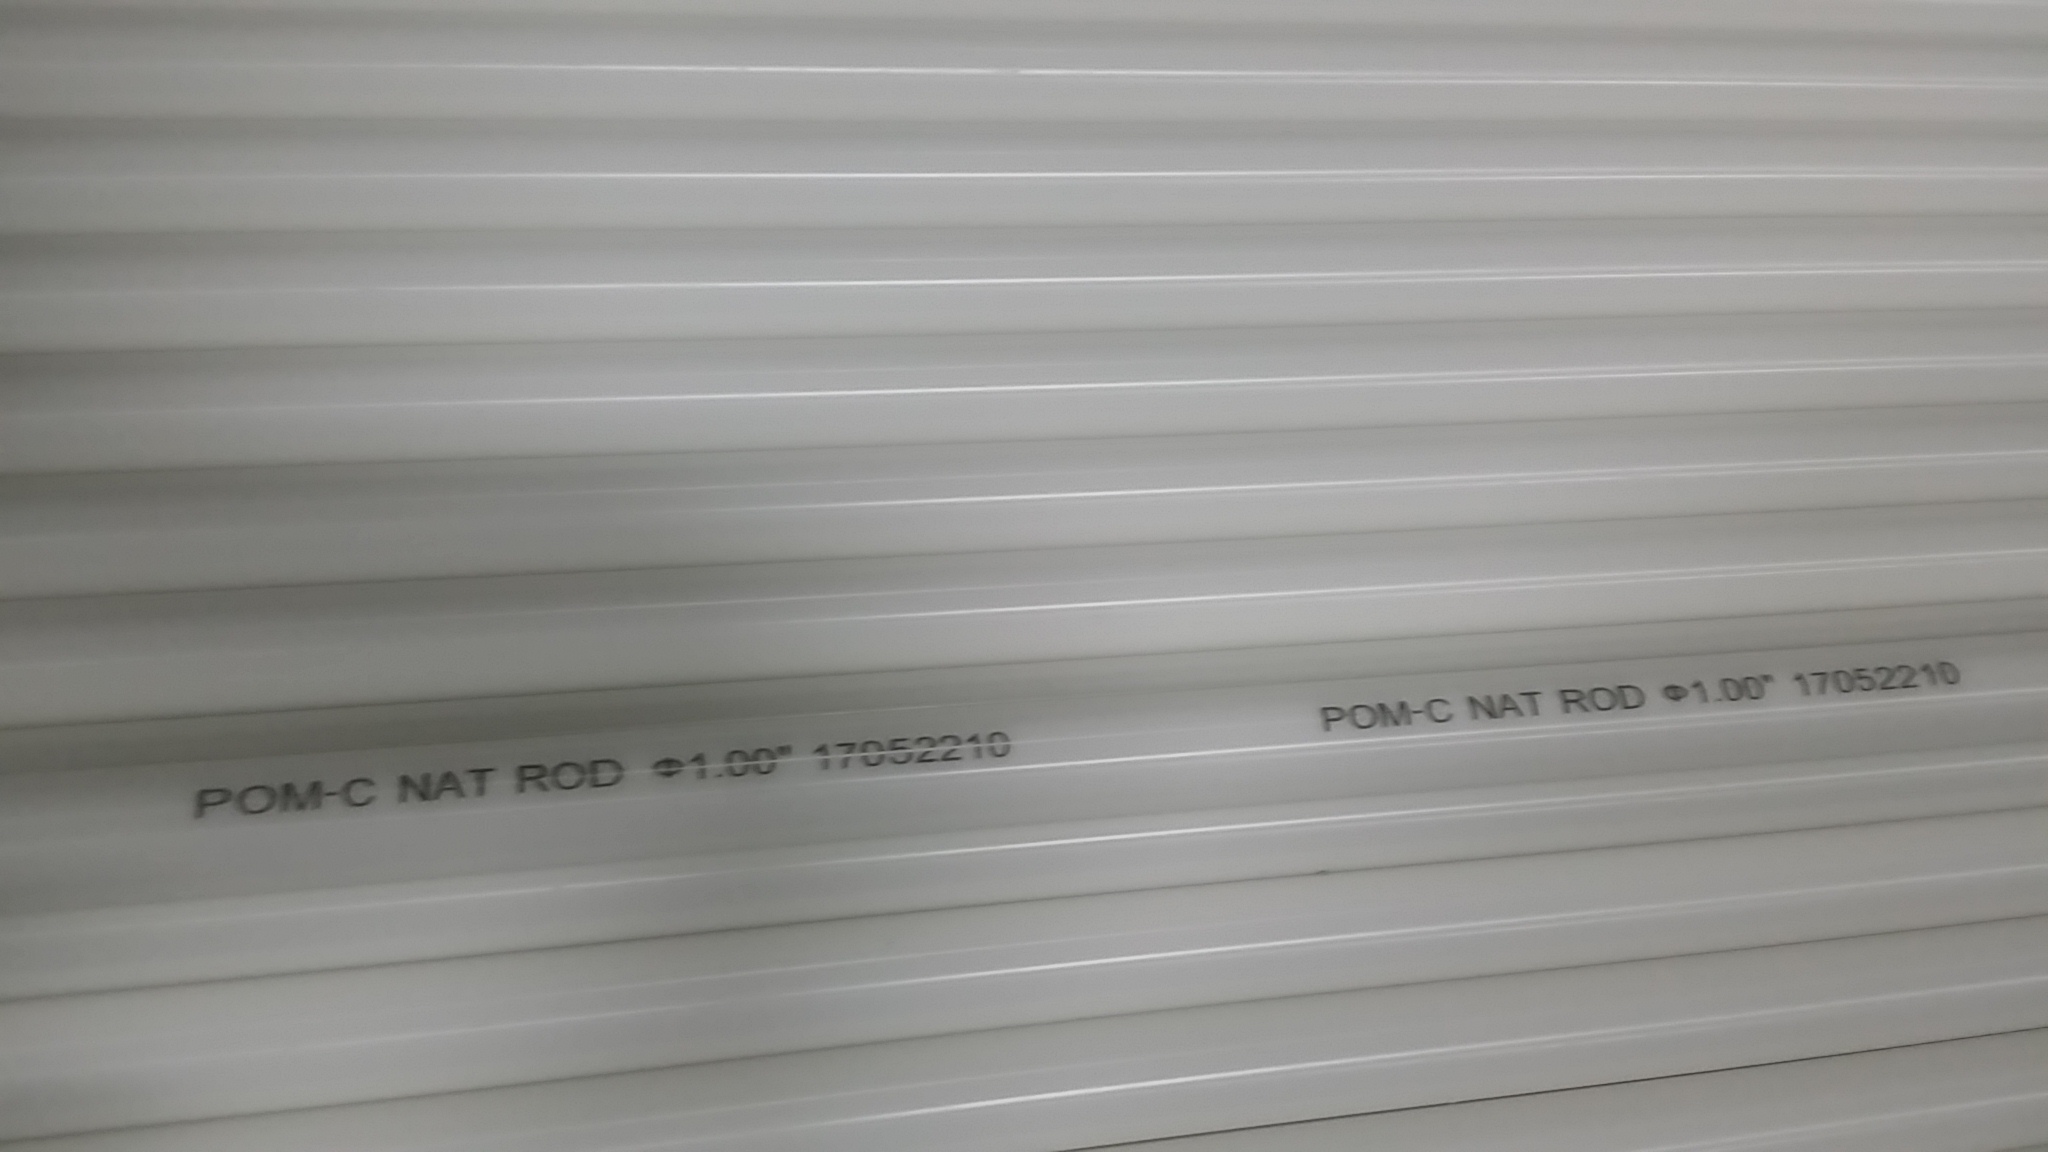 POM-C NAT ROD Φ1.00" 17052210
POM-C NAT ROD Φ1.00" 17052210